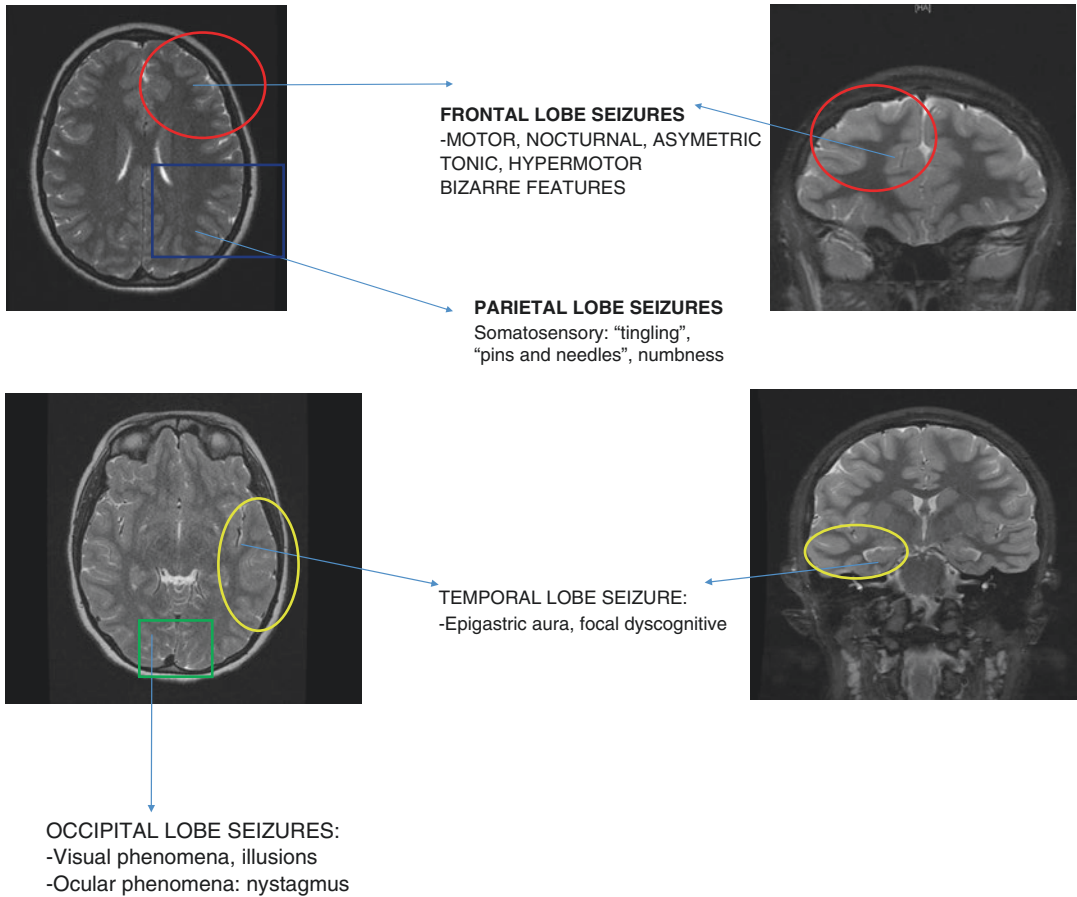 [HA]
FRONTAL LOBE SEIZURES
-MOTOR, NOCTURNAL, ASYMETRIC
TONIC, HYPERMOTOR
BIZARRE FEATURES
PARIETAL LOBE SEIZURES
Somatosensory: “tingling”,
“pins and needles”, numbness
TEMPORAL LOBE SEIZURE:
-Epigastric aura, focal dyscognitive
OCCIPITAL LOBE SEIZURES:
-Visual phenomena, illusions
-Ocular phenomena: nystagmus